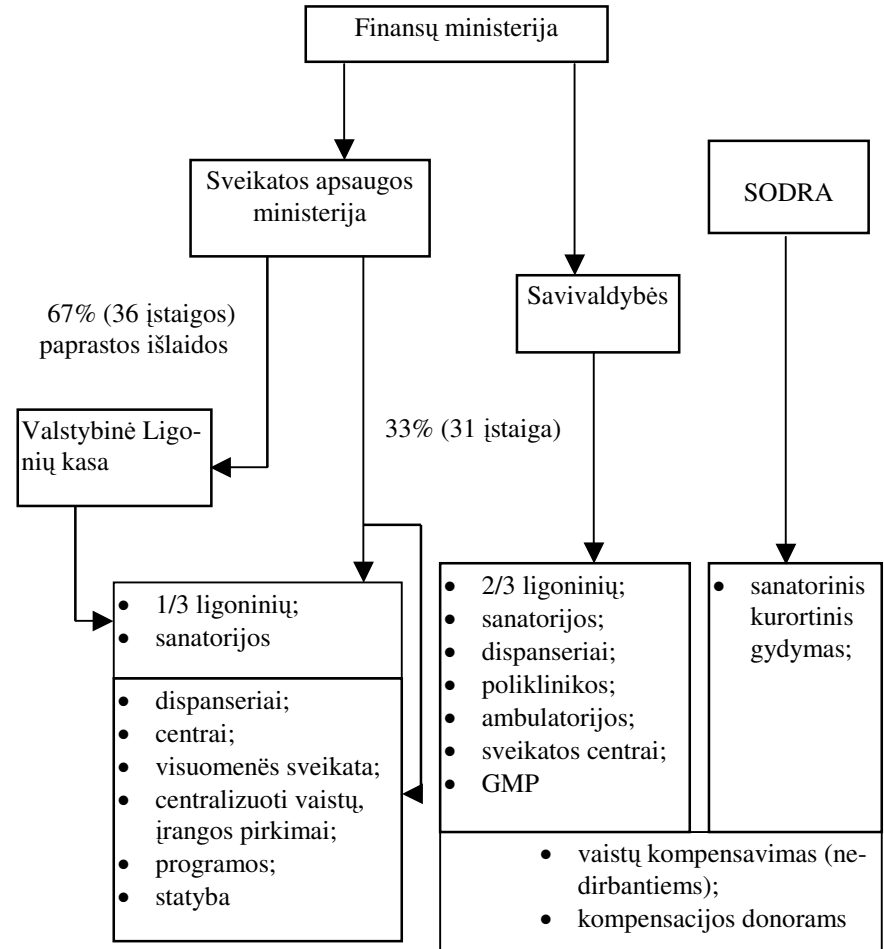 Finansų ministerija
Sveikatos apsaugos
ministerija
SODRA
Savivaldybės
67% (36 įstaigos)
paprastos išlaidos
Valstybinė Ligo-
nių kasa
33% (31 įstaiga)
• 1/3 ligoninių;
• sanatorijos
• dispanseriai;
• centrai;
• visuomenės sveikata;
• centralizuoti vaistų,
įrangos pirkimai;
• programos;
• statyba
• 2/3 ligoninių;
• sanatorijos;
• dispanseriai;
• poliklinikos;
• ambulatorijos;
• sveikatos centrai;
• GMP
• sanatorinis
kurortinis
gydymas;
• vaistų kompensavimas (ne-
dirbantiems);
• kompensacijos donorams